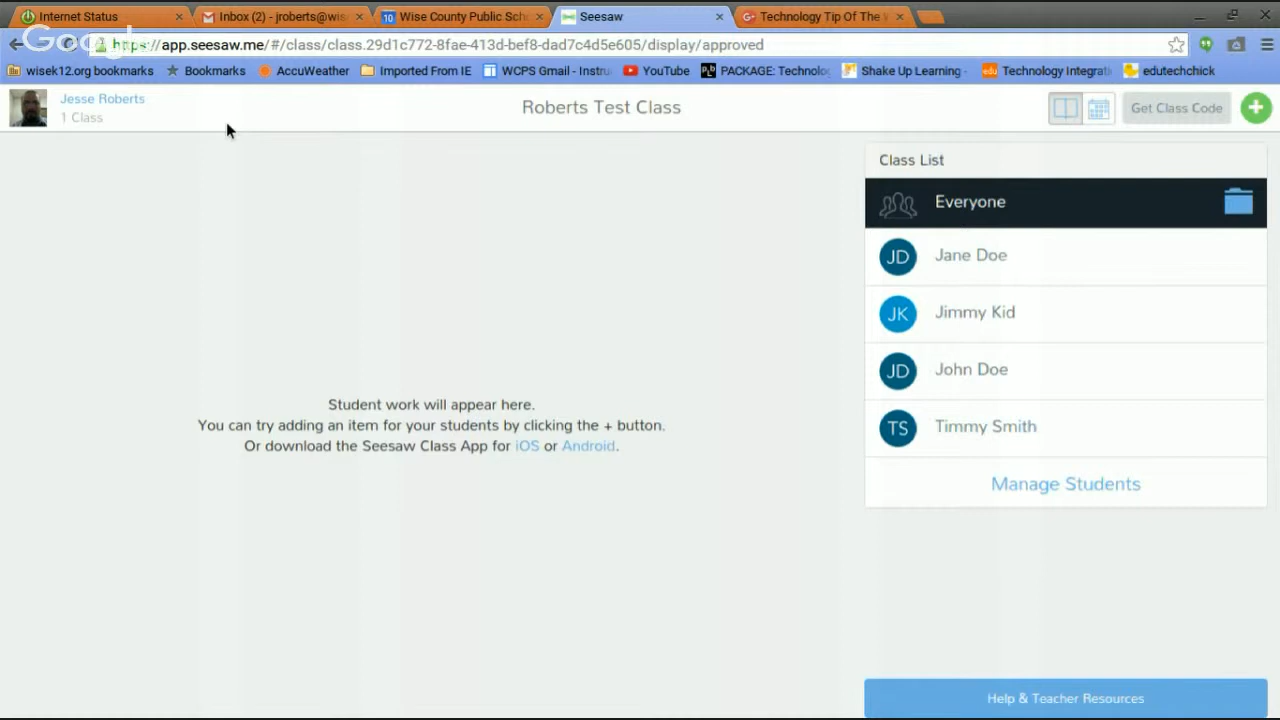 Internet Status
Inbox (2) - jroberts@wis
10 Wise County Public Sch
Seesaw
Technology Tip Of The W
Google
https://app.seesaw.me/#/class/class.29d1c772-8fae-413d-bef8-dad7c4d5e605/display/approved
wisek12.org bookmarks
Bookmarks
AccuWeather
Imported From IE
WCPS Gmail - Instru
YouTube
PACKAGE: Technolo
Shake Up Learning -
edu Technology Integrati
edutechchick
Jesse Roberts
1 Class
Roberts Test Class
Get Class Code
Class List
Everyone
JD Jane Doe
JK Jimmy Kid
JD John Doe
TS Timmy Smith
Manage Students
Student work will appear here.
You can try adding an item for your students by clicking the + button.
Or download the Seesaw Class App for iOS or Android.
Help & Teacher Resources